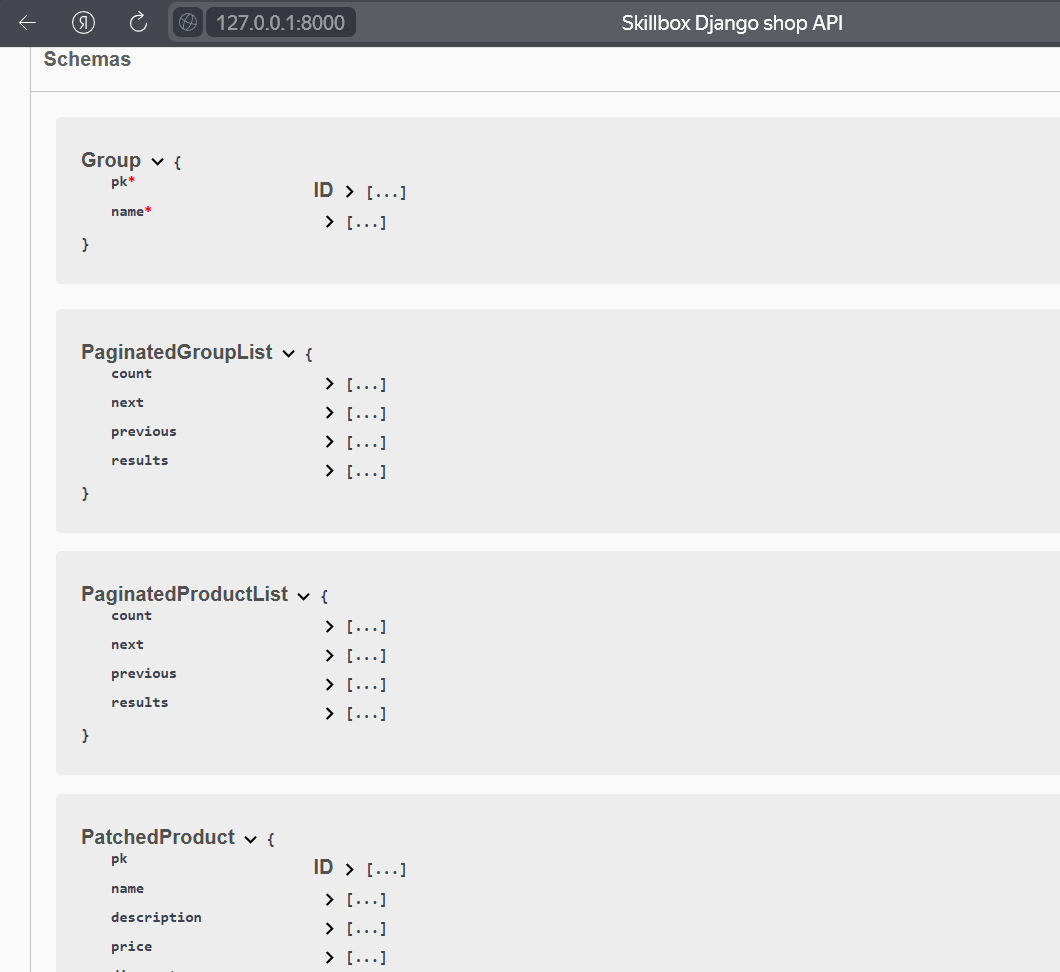 Я 127.0.0.1:8000 Skillbox Django shop API
Schemas
Group {
pk* ID > [...]
name* > [...]
}
PaginatedGroupList {
count > [...]
next > [...]
previous > [...]
results > [...]
}
PaginatedProductList {
count > [...]
next > [...]
previous > [...]
results > [...]
}
PatchedProduct {
pk ID > [...]
name > [...]
description > [...]
price > [...]